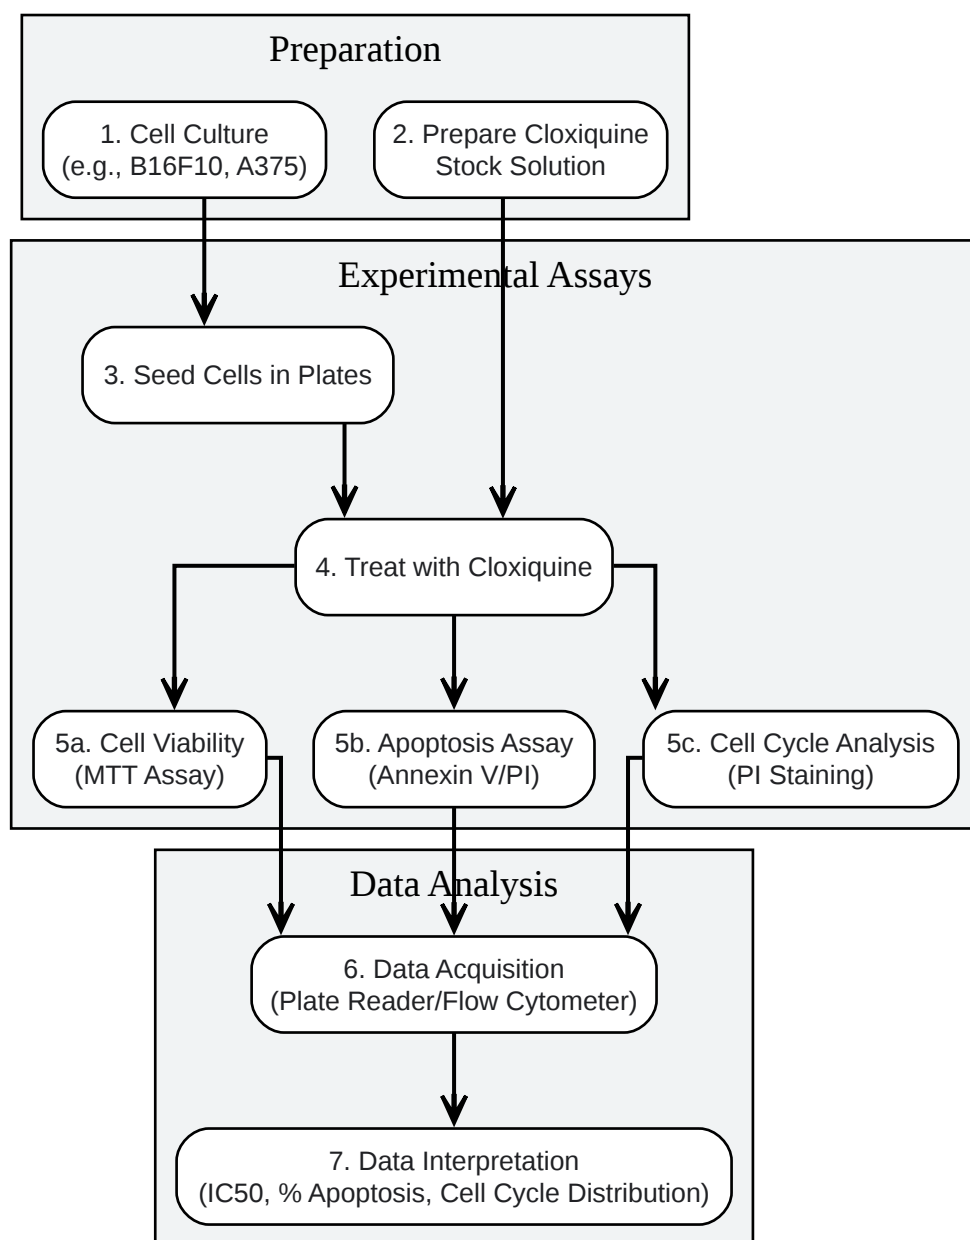 Preparation
1. Cell Culture
(e.g., B16F10, A375)
2. Prepare Cloxiquine
Stock Solution
Experimental Assays
3. Seed Cells in Plates
4. Treat with Cloxiquine
5a. Cell Viability
(MTT Assay)
5b. Apoptosis Assay
(Annexin V/PI)
5c. Cell Cycle Analysis
(PI Staining)
Data Analysis
6. Data Acquisition
(Plate Reader/Flow Cytometer)
7. Data Interpretation
(IC50, % Apoptosis, Cell Cycle Distribution)